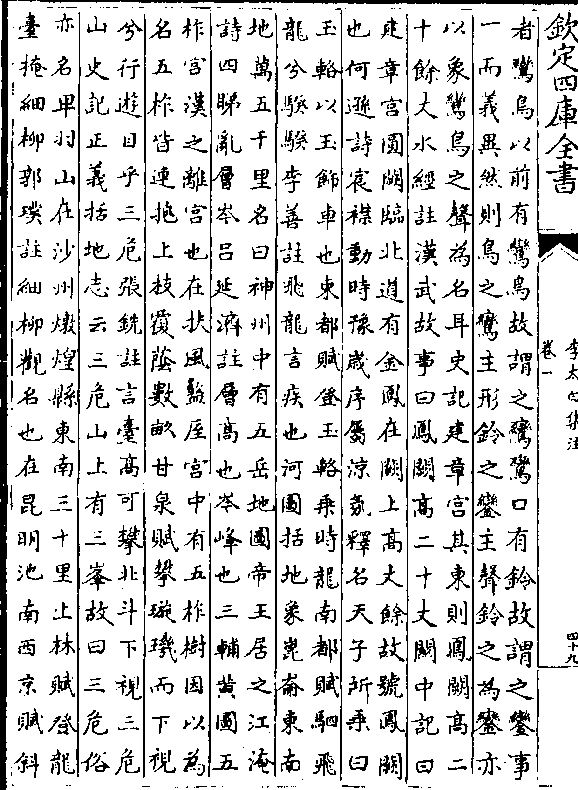 欽定四庫全書
李太白集注
卷一
四十九
者鸞鳥以前有鸞鳥故謂之鸞鸞口有鈴故謂之鑾事
一而義異然則鳥之鸞主形鈴之鑾主聲鈴之為鑾亦
以象鸞鳥之聲為名耳史記建章宮其東則鳳闕高二
十餘丈水經註漢武故事曰鳳闕高二十丈關中記曰
建章宮圓闕臨北道有金鳳在闕上高丈餘故號鳳闕
也何遜詩宸襟動時豫歲序屬涼氛釋名天子所乘曰
玉輅以玉飾車也東都賦登玉輅乘時龍南都賦駟飛
龍兮騤騤李善註飛龍言疾也河圖括地象崑崙東南
地萬五千里名曰神州中有五岳地圖帝王居之江淹
詩四睇亂層岑呂延濟註層高也岑峰也三輔黃圖五
柞宮漢之離宮也在扶風盩厔宮中有五柞樹因以為
名五柞皆連抱上枝覆蔭數畝甘泉賦攀璇璣而下視
兮行遊目乎三危張銑註言臺高可攀北斗下視三危
山史記正義括地志云三危山上有三峯故曰三危俗
亦名卑羽山在沙州燉煌縣東南三十里上林賦登龍
臺掩細柳郭璞註細柳觀名也在昆明池南西京賦斜